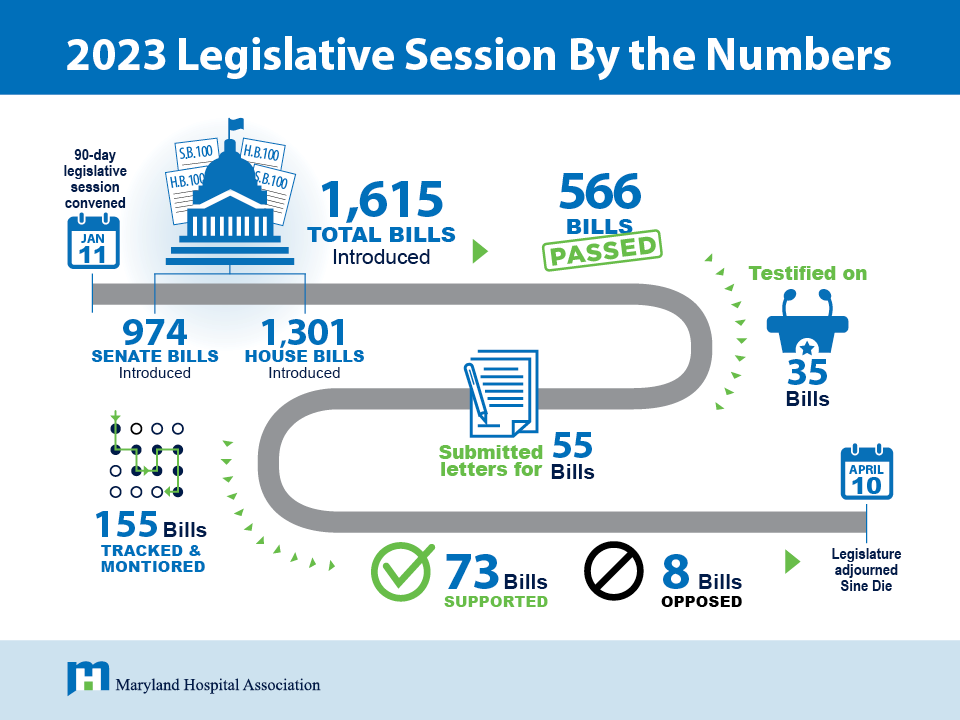 2023 Legislative Session By the Numbers
90-day
legislative
session
convened
JAN
11
S.B.100
H.B.100
H.B.100
S.B.100
1,615
TOTAL BILLS
Introduced
566
BILLS
PASSED
974
SENATE BILLS
Introduced
1,301
HOUSE BILLS
Introduced
Testified on
35
Bills
Submitted
letters for
55
Bills
155 Bills
TRACKED &
MONTIORED
73 Bills
SUPPORTED
8 Bills
OPPOSED
APRIL
10
Legislature
adjourned
Sine Die
Maryland Hospital Association